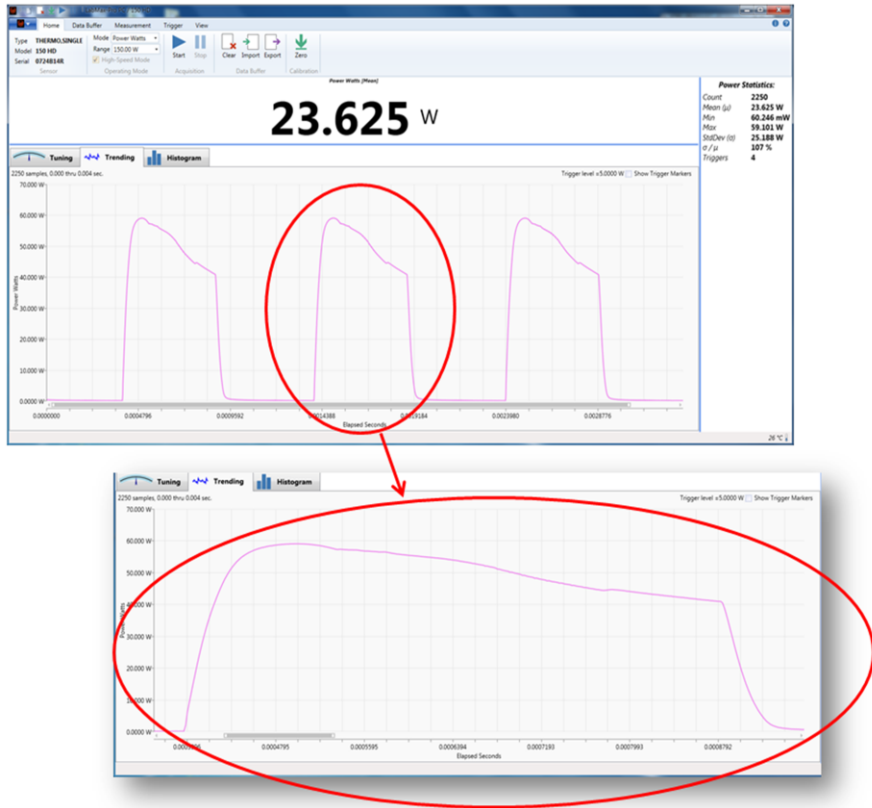 Home Data Buffer Measurement Trigger View
Type THERMO,SINGLE
Model 150 HD
Serial 0724B14R
Sensor
Mode Power Watts
Range 150.00 W
High-Speed Mode
Operating Mode
Start Stop
Acquisition
Clear Import Export
Data Buffer
Zero
Calibration
Power Watts [Mean]
23.625 W
Power Statistics:
Count 2250
Mean (µ) 23.625 W
Min 60.246 mW
Max 59.101 W
StdDev (σ) 25.188 W
σ / µ 107 %
Triggers 4
Tuning Trending Histogram
2250 samples, 0.000 thru 0.004 sec.
Trigger level ±5.0000 W Show Trigger Markers
70.000 W
60.000 W
50.000 W
40.000 W
30.000 W
20.000 W
10.000 W
0.0000 W
Power Watts
0.0000000 0.0004796 0.0009592 0.0014388 0.0019184 0.0023980 0.0028776
Elapsed Seconds
26 °C
Tuning Trending Histogram
2250 samples, 0.000 thru 0.004 sec.
Trigger level ±5.0000 W Show Trigger Markers
70.000 W
60.000 W
50.000 W
40.000 W
30.000 W
20.000 W
10.000 W
0.0000 W
Power Watts
0.0004795 0.0005595 0.0006394 0.0007193 0.0007993 0.0008792
Elapsed Seconds